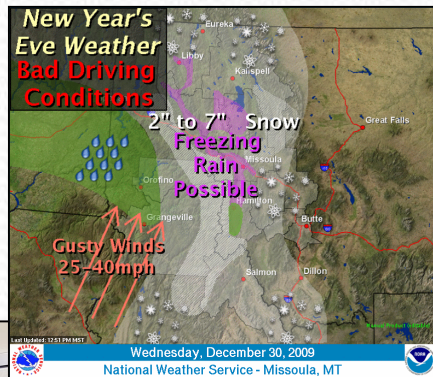 New Year's
Eve Weather
Bad Driving
Conditions
Eureka
Libby
Kalispell
2" to 7" Snow
Great Falls
Freezing
Rain
Possible
Missoula
Orofino
Hamilton
Grangeville
Butte
Gusty Winds
25-40mph
Salmon
Dillon
Last Updated: 12:51 PM MST
Wednesday, December 30, 2009
National Weather Service - Missoula, MT